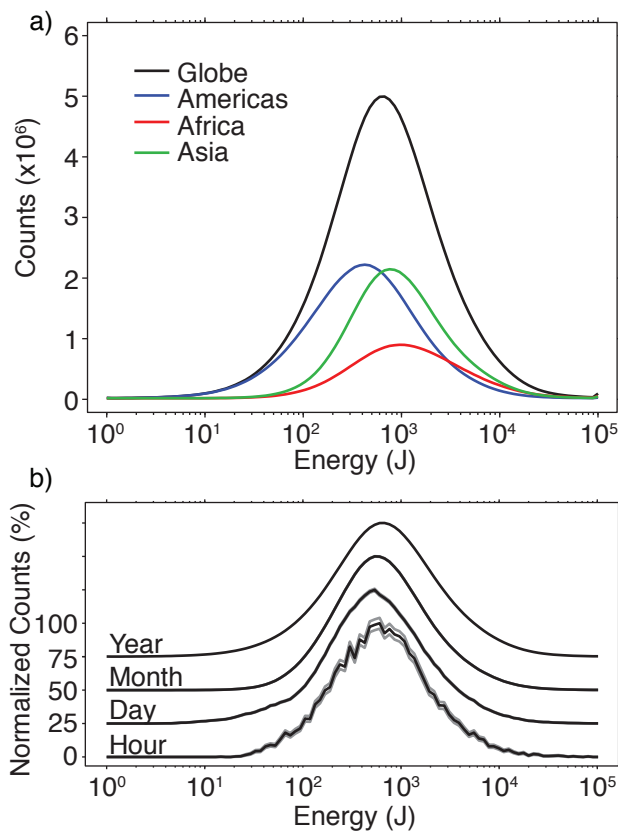 a)
6
5
4
3
2
1
0
Counts (x10⁶)
Globe
Americas
Africa
Asia
10⁰ 10¹ 10² 10³ 10⁴ 10⁵
Energy (J)
b)
Normalized Counts (%)
100
75
50
25
0
Year
Month
Day
Hour
10⁰ 10¹ 10² 10³ 10⁴ 10⁵
Energy (J)